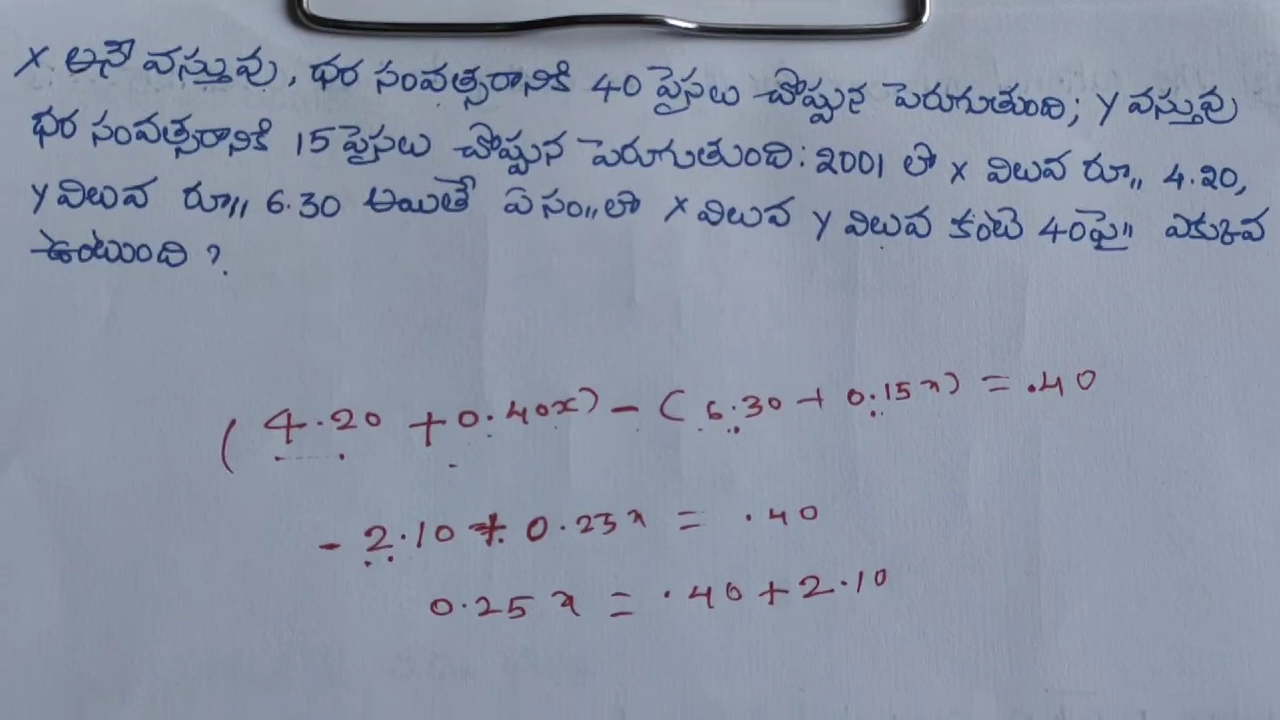 X అనే వస్తువు, ధర సంవత్సరానికి 40 పైసలు చొప్పున పెరుగుతుంది; Y వస్తువు
ధర సంవత్సరానికి 15 పైసలు చొప్పున పెరుగుతుంది: 2001 లో X విలువ రూ,, 4.20,
Y విలువ రూ,, 6.30 అయితే ఏ సం,,లో X విలువ Y విలువ కంటె 40పై,, ఎక్కువ
ఉంటుంది ?
(4.20 + 0.40x) - (6.30 + 0.15x) = .40
- 2.10 + 0.25x = .40
0.25 x = .40 + 2.10